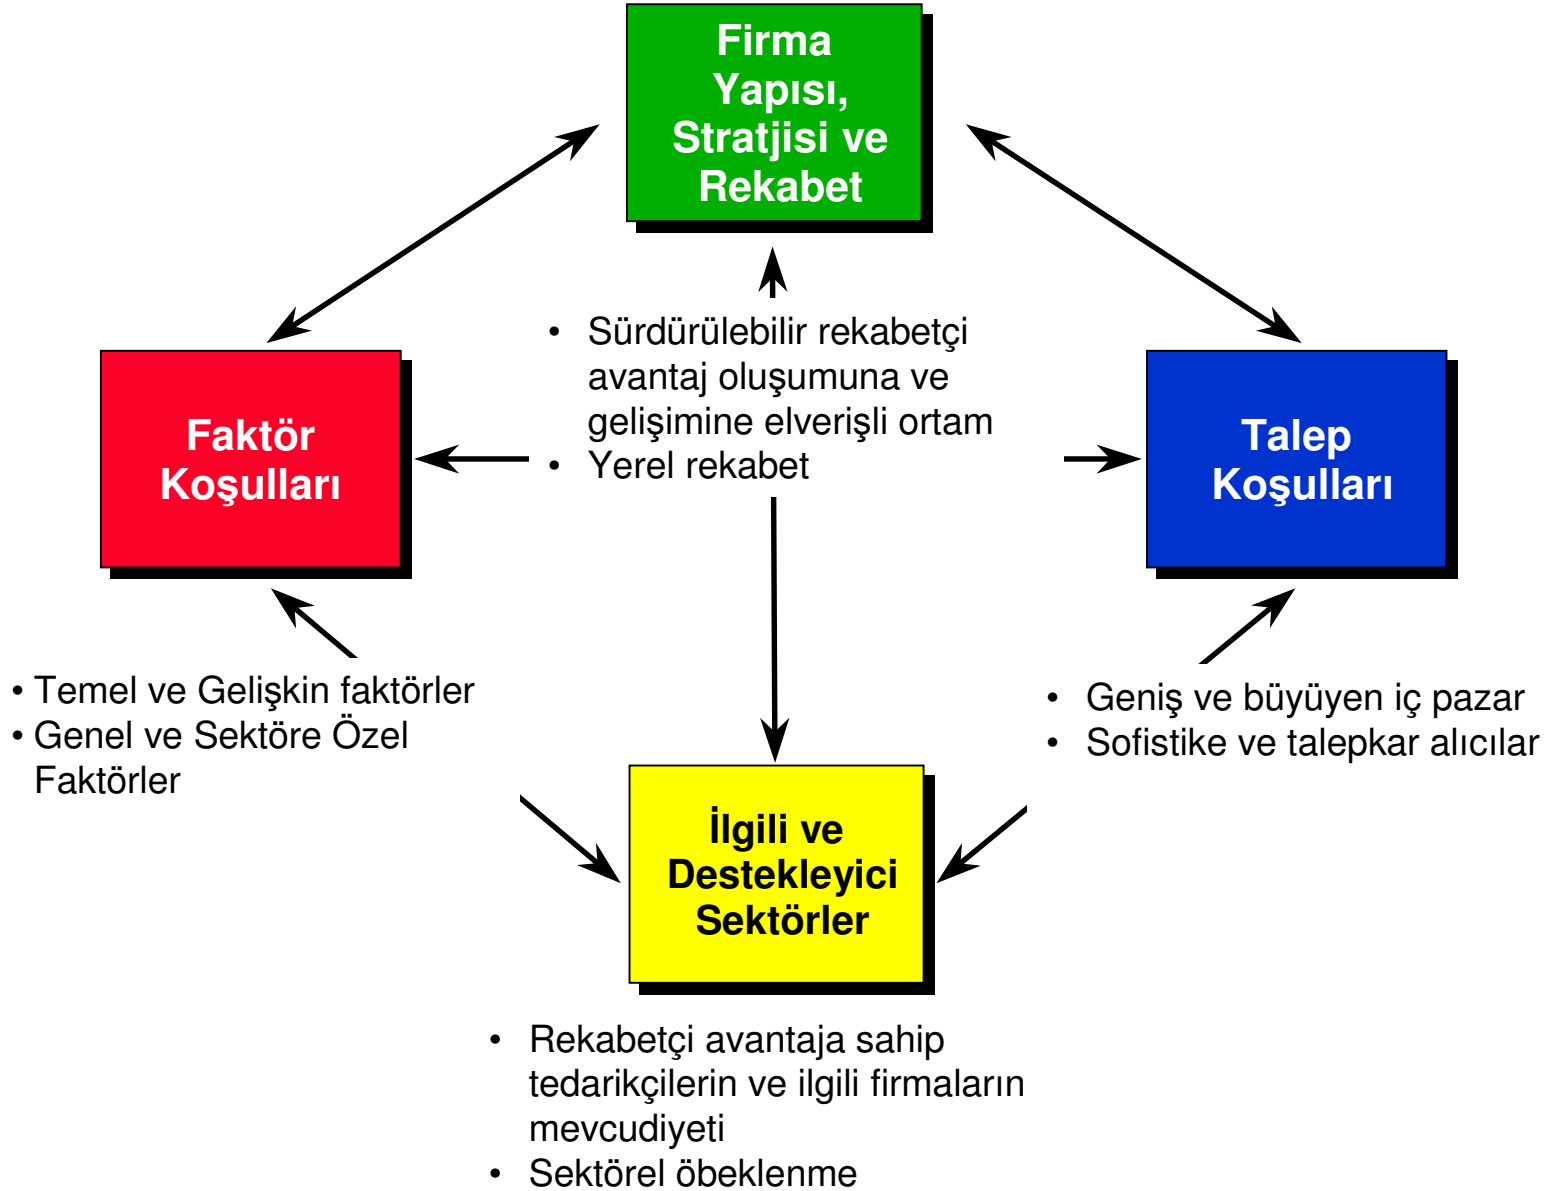 Firma
Yapısı,
Stratjisi ve
Rekabet
• Sürdürülebilir rekabetçi
avantaj oluşumuna ve
gelişimine elverişli ortam
• Yerel rekabet
Faktör
Koşulları
Talep
Koşulları
• Temel ve Gelişkin faktörler
• Genel ve Sektöre Özel
Faktörler
• Geniş ve büyüyen iç pazar
• Sofistike ve talepkar alıcılar
İlgili ve
Destekleyici
Sektörler
• Rekabetçi avantaja sahip
tedarikçilerin ve ilgili firmaların
mevcudiyeti
• Sektörel öbeklenme